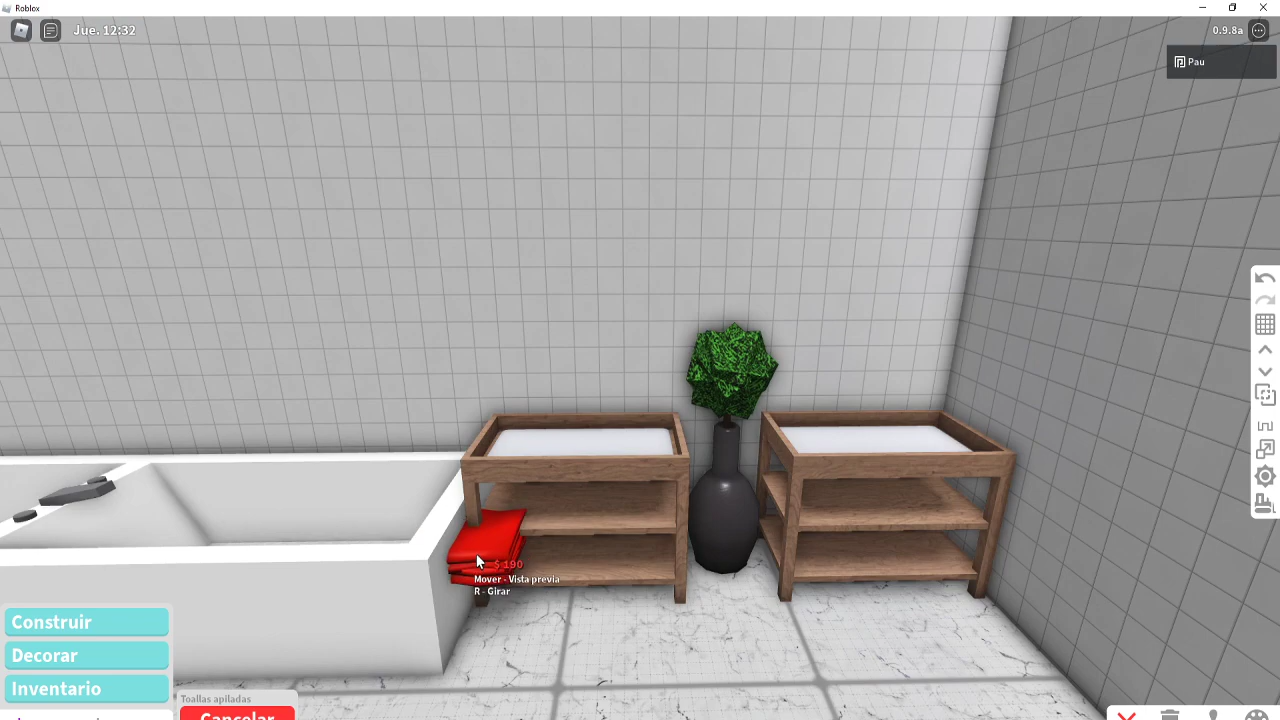 Roblox
Jue. 12:32
0.9.8a
Pau
$ 190
Mover - Vista previa
R - Girar
Construir
Decorar
Inventario
Toallas apiladas
Cancelar